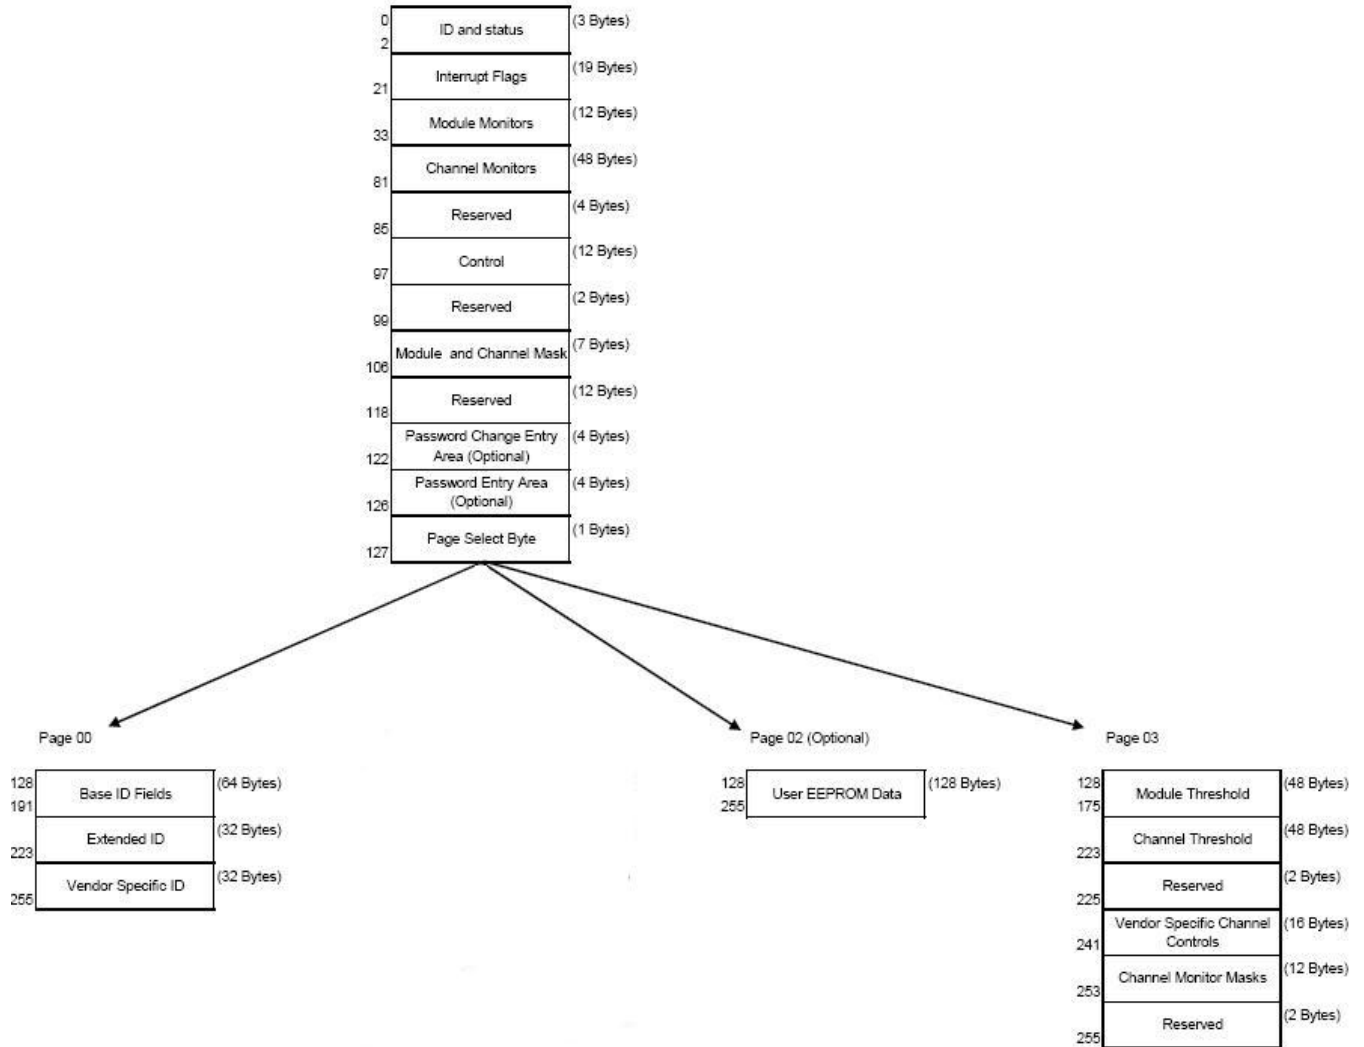 0 ID and status (3 Bytes)
2
Interrupt Flags (19 Bytes)
21
Module Monitors (12 Bytes)
33
Channel Monitors (48 Bytes)
81
Reserved (4 Bytes)
85
Control (12 Bytes)
97
Reserved (2 Bytes)
99
Module and Channel Mask (7 Bytes)
106
Reserved (12 Bytes)
118
Password Change Entry (4 Bytes)
Area (Optional)
122
Password Entry Area (4 Bytes)
(Optional)
126
Page Select Byte (1 Bytes)
127
Page 00
128 Base ID Fields (64 Bytes)
191
Extended ID (32 Bytes)
223
Vendor Specific ID (32 Bytes)
255
Page 02 (Optional)
128 User EEPROM Data (128 Bytes)
255
Page 03
128 Module Threshold (48 Bytes)
175
Channel Threshold (48 Bytes)
223
Reserved (2 Bytes)
225
Vendor Specific Channel (16 Bytes)
Controls
241
Channel Monitor Masks (12 Bytes)
253
Reserved (2 Bytes)
255